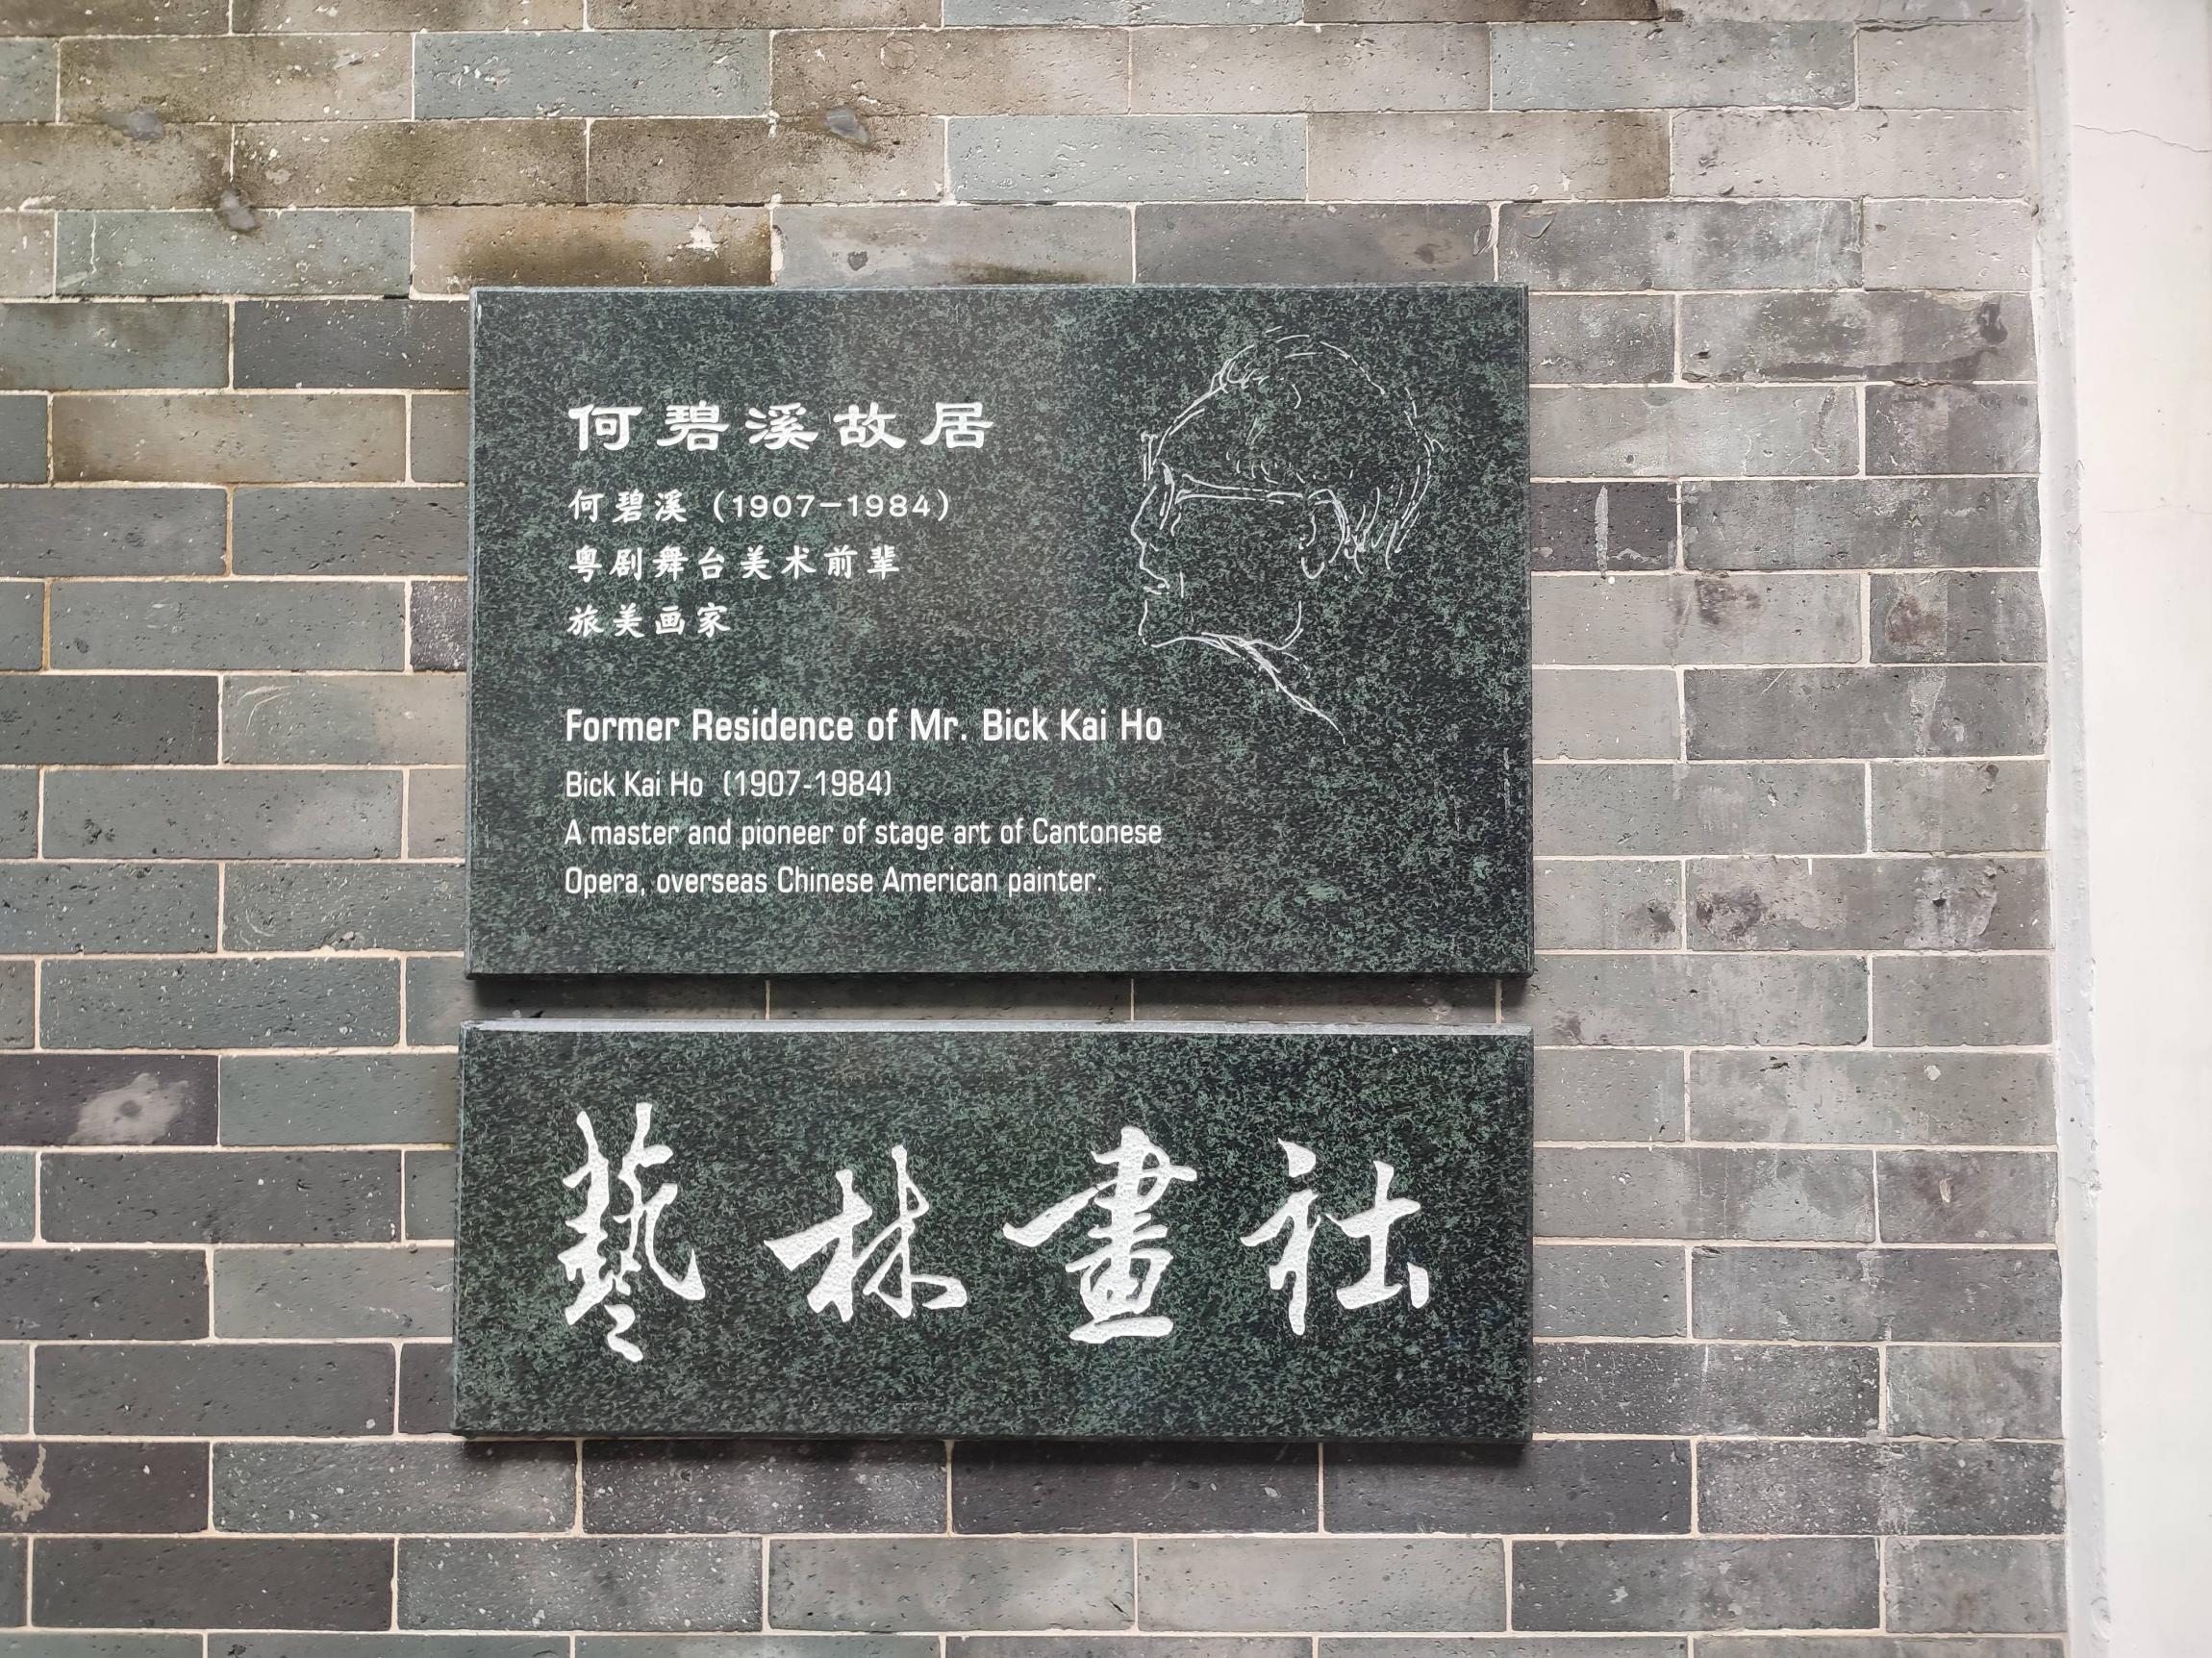 何碧溪故居
何碧溪（1907－1984）
粤剧舞台美术前辈
旅美画家
Former Residence of Mr. Bick Kai Ho
Bick Kai Ho (1907-1984)
A master and pioneer of stage art of Cantonese
Opera, overseas Chinese American painter.
藝林畫社